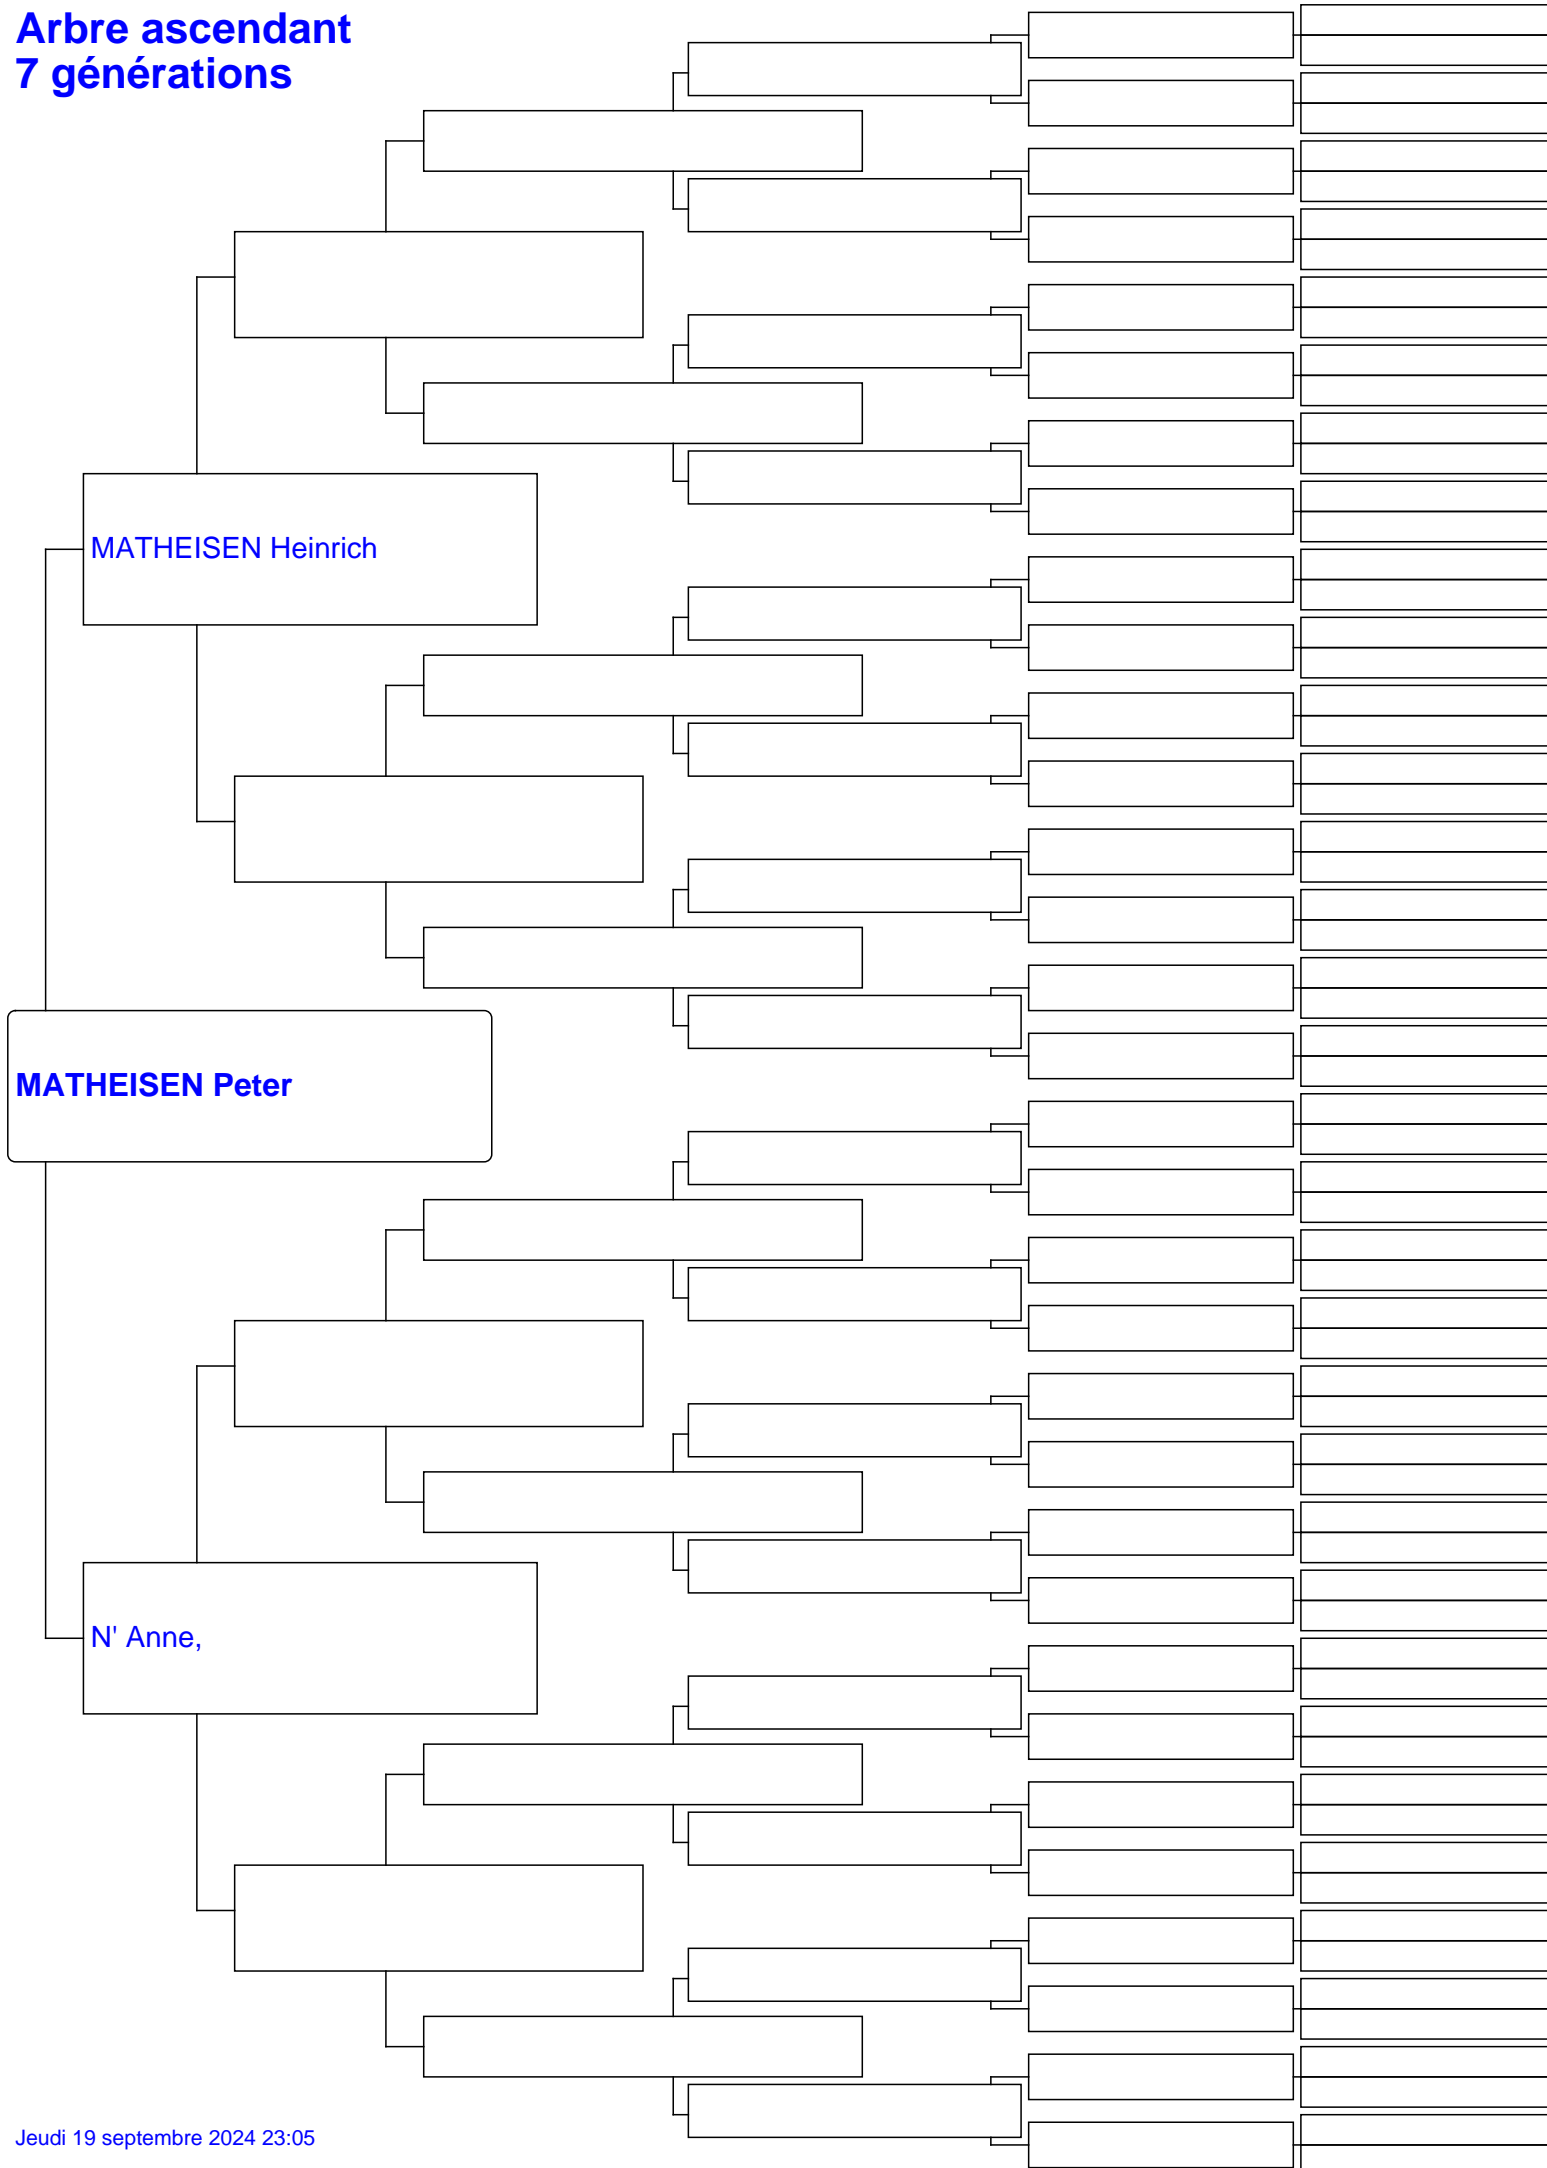 Arbre ascendant
7 générations
MATHEISEN Heinrich
MATHEISEN Peter
N' Anne,
Jeudi 19 septembre 2024 23:05